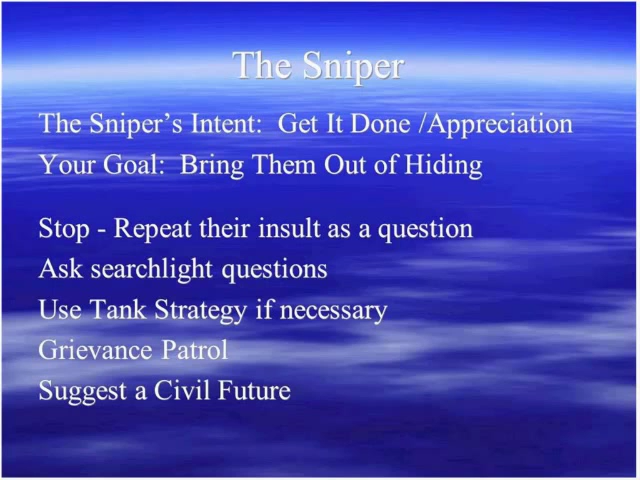 The Sniper
The Sniper's Intent:  Get It Done /Appreciation
Your Goal:  Bring Them Out of Hiding
Stop - Repeat their insult as a question
Ask searchlight questions
Use Tank Strategy if necessary
Grievance Patrol
Suggest a Civil Future